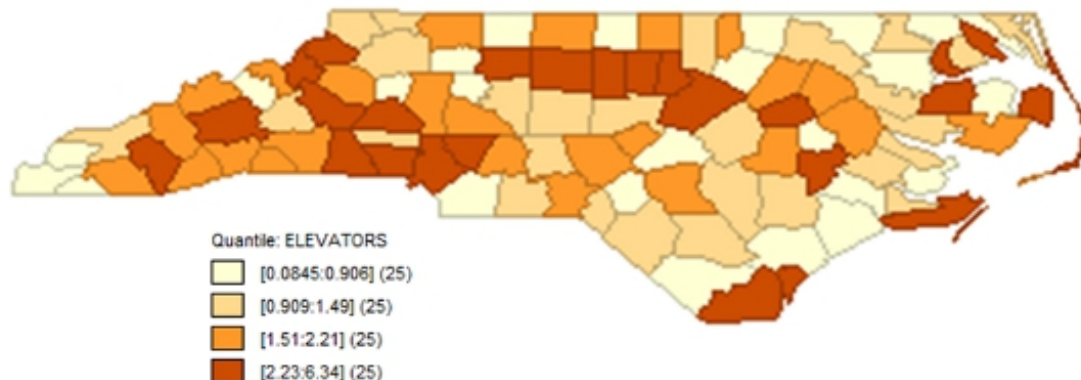 Quantile: ELEVATORS
[0.0845:0.906] (25)
[0.909:1.49] (25)
[1.51:2.21] (25)
[2.23:6.34] (25)